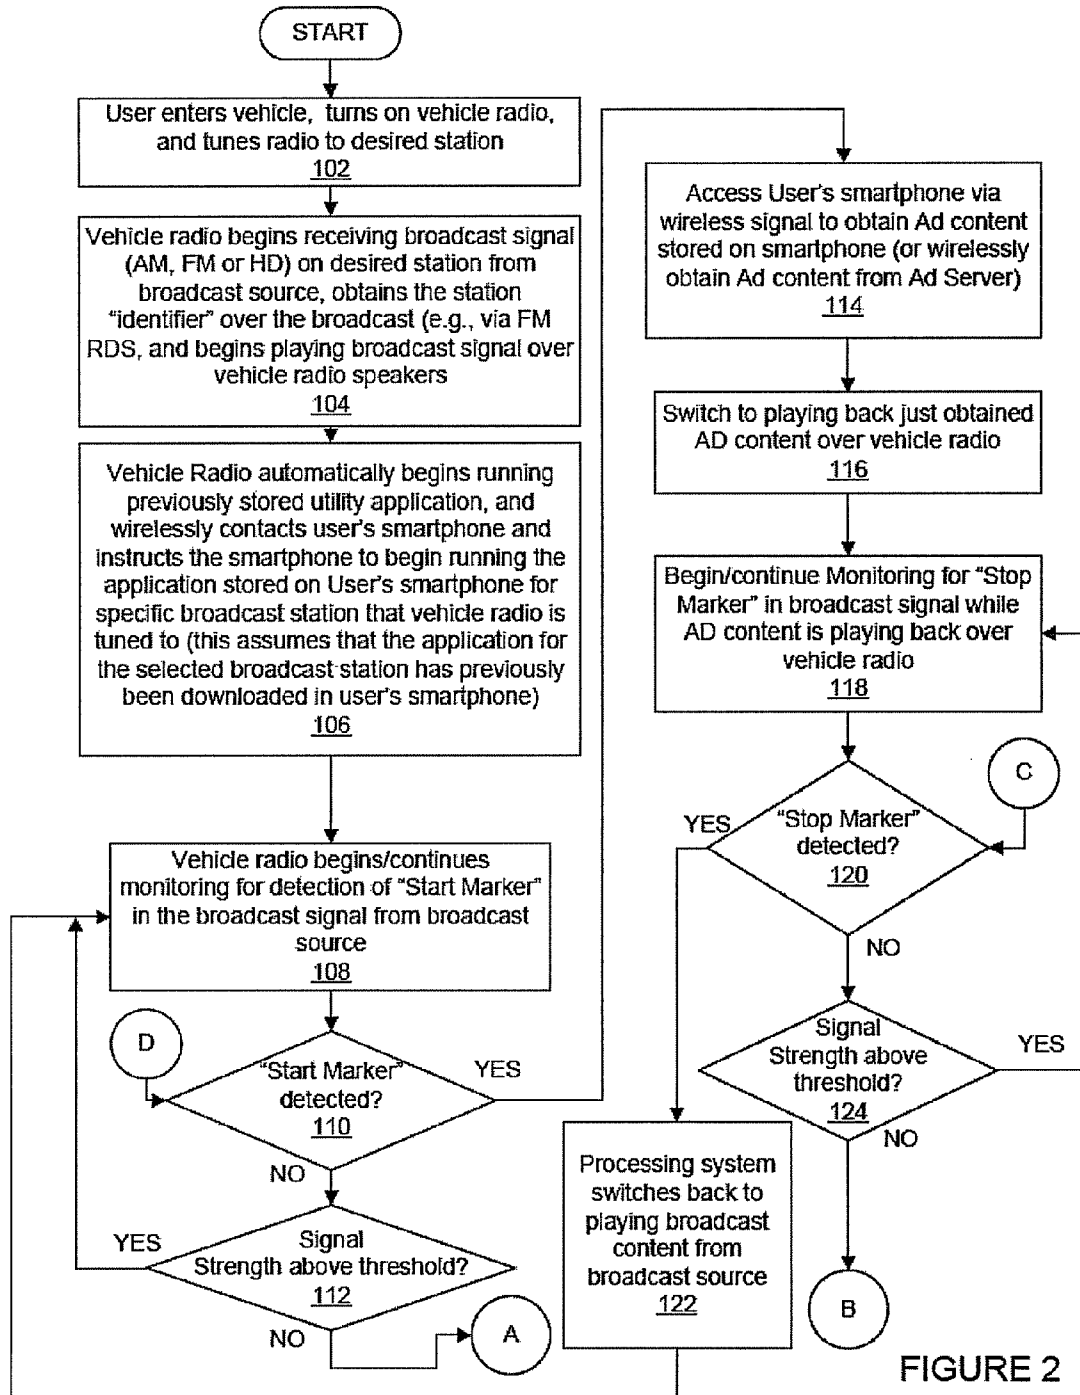 START
User enters vehicle, turns on vehicle radio,
and tunes radio to desired station
102
Vehicle radio begins receiving broadcast signal
(AM, FM or HD) on desired station from
broadcast source, obtains the station
"identifier" over the broadcast (e.g., via FM
RDS, and begins playing broadcast signal over
vehicle radio speakers
104
Vehicle Radio automatically begins running
previously stored utility application, and
wirelessly contacts user's smartphone and
instructs the smartphone to begin running the
application stored on User's smartphone for
specific broadcast station that vehicle radio is
tuned to (this assumes that the application for
the selected broadcast station has previously
been downloaded in user's smartphone)
106
Vehicle radio begins/continues
monitoring for detection of "Start Marker"
in the broadcast signal from broadcast
source
108
D
"Start Marker"
detected?
110
YES
NO
Signal
Strength above threshold?
112
YES
NO
A
Access User's smartphone via
wireless signal to obtain Ad content
stored on smartphone (or wirelessly
obtain Ad content from Ad Server)
114
Switch to playing back just obtained
AD content over vehicle radio
116
Begin/continue Monitoring for "Stop
Marker" in broadcast signal while
AD content is playing back over
vehicle radio
118
C
"Stop Marker"
detected?
120
YES
NO
Signal
Strength above
threshold?
124
YES
NO
Processing system
switches back to
playing broadcast
content from
broadcast source
122
B
FIGURE 2